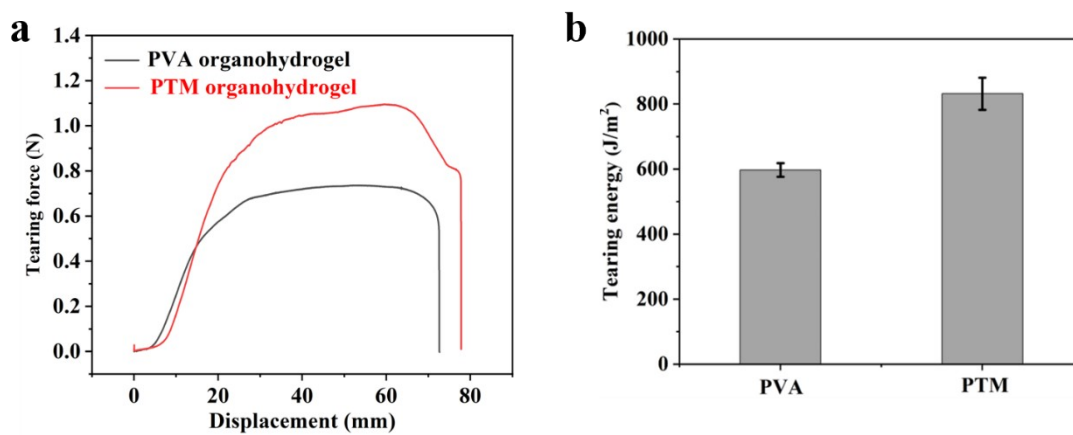 a
1.4
1.2
1.0
0.8
0.6
0.4
0.2
0.0
Tearing force (N)
PVA organohydrogel
PTM organohydrogel
0
20
40
60
80
Displacement (mm)
b
1000
800
600
400
200
0
Tearing energy (J/m²)
PVA
PTM